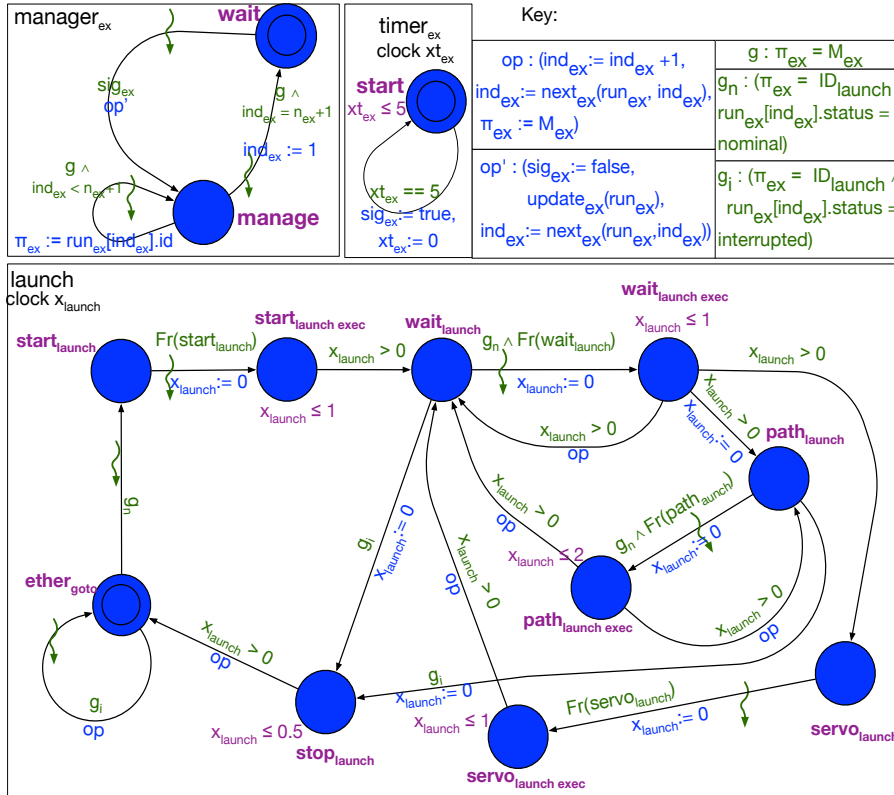 manager_ex
wait
sig_ex
op'
g ∧
ind_ex = n_ex+1
ind_ex := 1
g ∧
ind_ex < n_ex+1
manage
π_ex := run_ex[ind_ex].id
timer_ex
clock xt_ex
start
xt_ex ≤ 5
xt_ex == 5
sig_ex:= true,
xt_ex:= 0
Key:
op : (ind_ex:= ind_ex +1,
ind_ex:= next_ex(run_ex, ind_ex),
π_ex := M_ex)
op' : (sig_ex:= false,
update_ex(run_ex),
ind_ex:= next_ex(run_ex,ind_ex))
g : π_ex = M_ex
g_n : (π_ex = ID_launch
run_ex[ind_ex].status =
nominal)
g_i : (π_ex = ID_launch ∧
run_ex[ind_ex].status =
interrupted)
launch
clock x_launch
start_launch
Fr(start_launch)
x_launch:= 0
start_launch exec
x_launch ≤ 1
x_launch > 0
wait_launch
g_n ∧ Fr(wait_launch)
x_launch:= 0
wait_launch exec
x_launch ≤ 1
x_launch > 0
x_launch > 0
x_launch:= 0
path_launch
x_launch > 0
op
g_n ∧ Fr(path_aunch)
x_launch:= 0
x_launch > 0
op
x_launch ≤ 2
path_launch exec
x_launch > 0
op
g_i
x_launch:= 0
x_launch > 0
op
g_n
ether_goto
g_i
op
x_launch > 0
op
x_launch ≤ 0.5
stop_launch
g_i
x_launch:= 0
x_launch ≤ 1
servo_launch exec
Fr(servo_launch)
x_launch:= 0
servo_launch